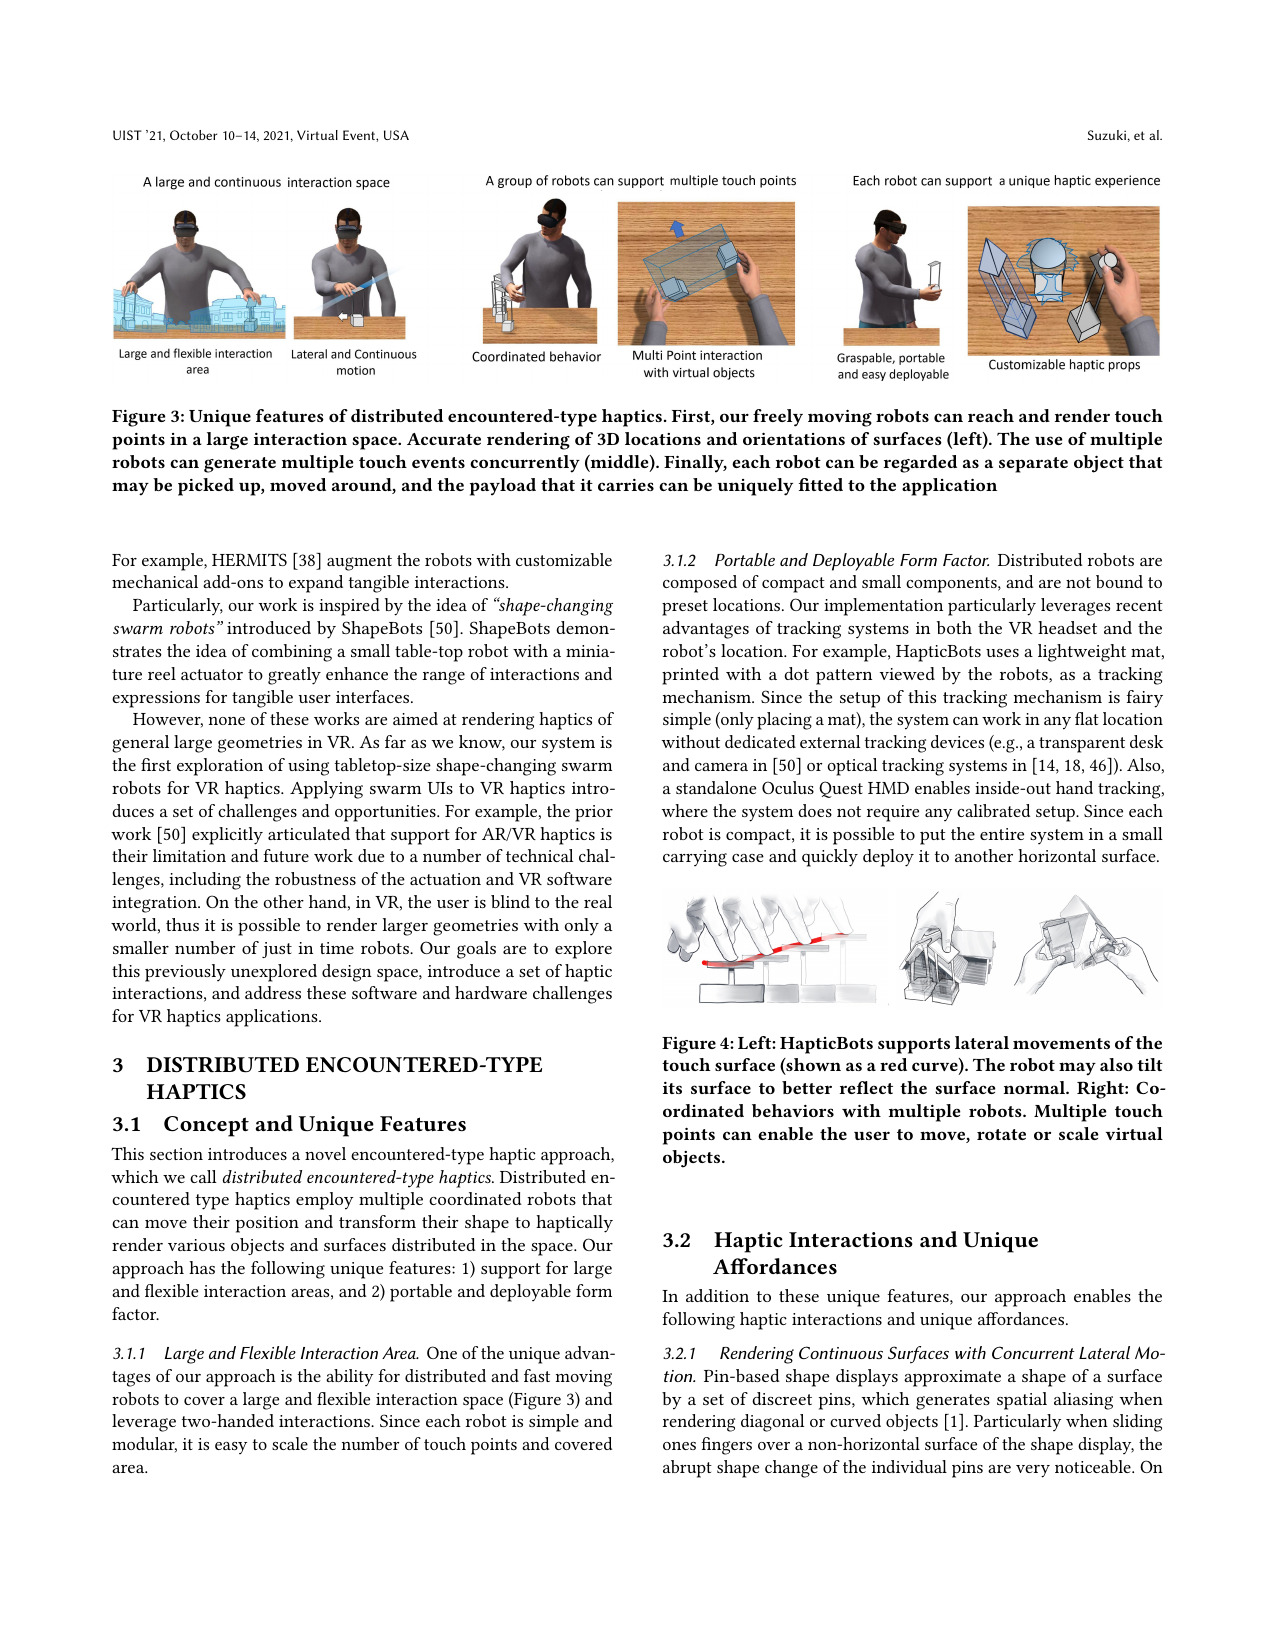 UIST ’21, October 10–14, 2021, Virtual Event, USA
Suzuki, et al.
A large and continuous interaction space
A group of robots can support multiple touch points
Each robot can support a unique haptic experience
Large and flexible interaction
area
Lateral and Continuous
motion
Coordinated behavior
Multi Point interaction
with virtual objects
Graspable, portable
and easy deployable
Customizable haptic props
Figure 3: Unique features of distributed encountered-type haptics. First, our freely moving robots can reach and render touch
points in a large interaction space. Accurate rendering of 3D locations and orientations of surfaces (left). The use of multiple
robots can generate multiple touch events concurrently (middle). Finally, each robot can be regarded as a separate object that
may be picked up, moved around, and the payload that it carries can be uniquely fitted to the application
For example, HERMITS [38] augment the robots with customizable
mechanical add-ons to expand tangible interactions.
Particularly, our work is inspired by the idea of “shape-changing
swarm robots” introduced by ShapeBots [50]. ShapeBots demon-
strates the idea of combining a small table-top robot with a minia-
ture reel actuator to greatly enhance the range of interactions and
expressions for tangible user interfaces.
However, none of these works are aimed at rendering haptics of
general large geometries in VR. As far as we know, our system is
the first exploration of using tabletop-size shape-changing swarm
robots for VR haptics. Applying swarm UIs to VR haptics intro-
duces a set of challenges and opportunities. For example, the prior
work [50] explicitly articulated that support for AR/VR haptics is
their limitation and future work due to a number of technical chal-
lenges, including the robustness of the actuation and VR software
integration. On the other hand, in VR, the user is blind to the real
world, thus it is possible to render larger geometries with only a
smaller number of just in time robots. Our goals are to explore
this previously unexplored design space, introduce a set of haptic
interactions, and address these software and hardware challenges
for VR haptics applications.
3 DISTRIBUTED ENCOUNTERED-TYPE
HAPTICS
3.1 Concept and Unique Features
This section introduces a novel encountered-type haptic approach,
which we call distributed encountered-type haptics. Distributed en-
countered type haptics employ multiple coordinated robots that
can move their position and transform their shape to haptically
render various objects and surfaces distributed in the space. Our
approach has the following unique features: 1) support for large
and flexible interaction areas, and 2) portable and deployable form
factor.
3.1.1 Large and Flexible Interaction Area. One of the unique advan-
tages of our approach is the ability for distributed and fast moving
robots to cover a large and flexible interaction space (Figure 3) and
leverage two-handed interactions. Since each robot is simple and
modular, it is easy to scale the number of touch points and covered
area.
3.1.2 Portable and Deployable Form Factor. Distributed robots are
composed of compact and small components, and are not bound to
preset locations. Our implementation particularly leverages recent
advantages of tracking systems in both the VR headset and the
robot’s location. For example, HapticBots uses a lightweight mat,
printed with a dot pattern viewed by the robots, as a tracking
mechanism. Since the setup of this tracking mechanism is fairy
simple (only placing a mat), the system can work in any flat location
without dedicated external tracking devices (e.g., a transparent desk
and camera in [50] or optical tracking systems in [14, 18, 46]). Also,
a standalone Oculus Quest HMD enables inside-out hand tracking,
where the system does not require any calibrated setup. Since each
robot is compact, it is possible to put the entire system in a small
carrying case and quickly deploy it to another horizontal surface.
Figure 4: Left: HapticBots supports lateral movements of the
touch surface (shown as a red curve). The robot may also tilt
its surface to better reflect the surface normal. Right: Co-
ordinated behaviors with multiple robots. Multiple touch
points can enable the user to move, rotate or scale virtual
objects.
3.2 Haptic Interactions and Unique
Affordances
In addition to these unique features, our approach enables the
following haptic interactions and unique affordances.
3.2.1 Rendering Continuous Surfaces with Concurrent Lateral Mo-
tion. Pin-based shape displays approximate a shape of a surface
by a set of discreet pins, which generates spatial aliasing when
rendering diagonal or curved objects [1]. Particularly when sliding
ones fingers over a non-horizontal surface of the shape display, the
abrupt shape change of the individual pins are very noticeable. On